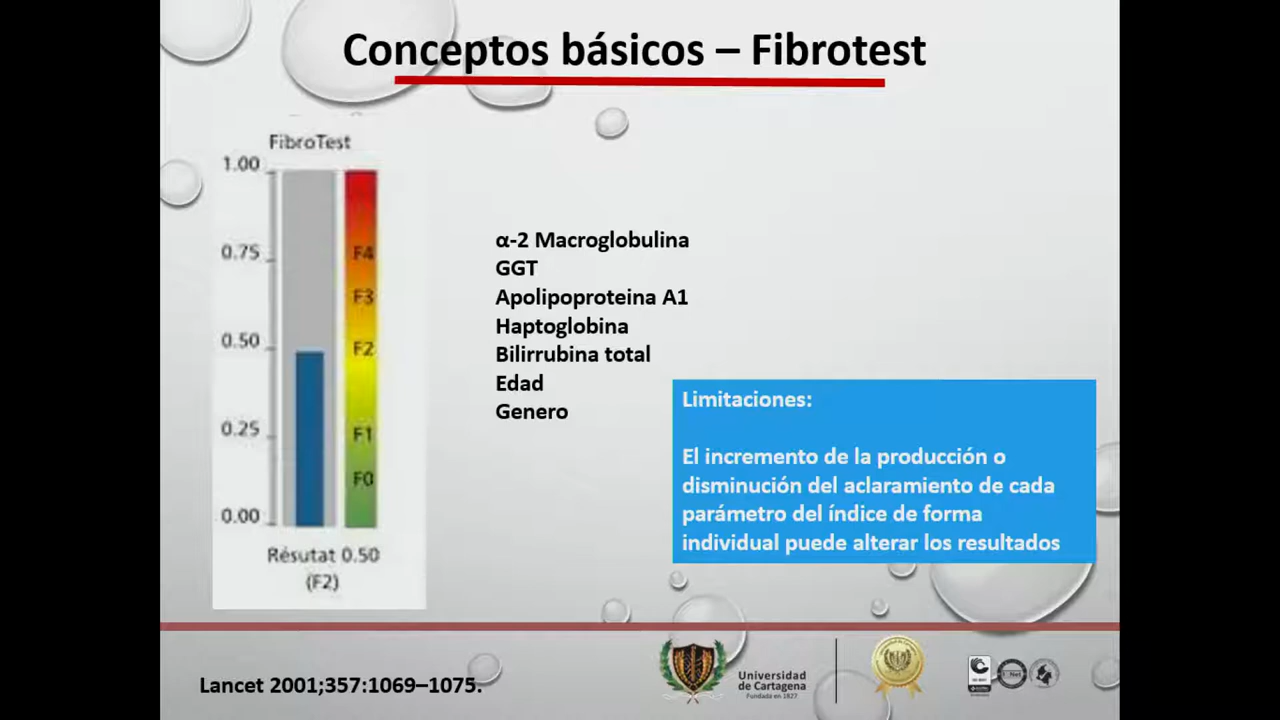 Conceptos básicos – Fibrotest
FibroTest
1.00
0.75
0.50
0.25
0.00
F4
F3
F2
F1
F0
Résutat 0.50
(F2)
α-2 Macroglobulina
GGT
Apolipoproteina A1
Haptoglobina
Bilirrubina total
Edad
Genero
Limitaciones:
El incremento de la producción o
disminución del aclaramiento de cada
parámetro del índice de forma
individual puede alterar los resultados
Lancet 2001;357:1069–1075.
Universidad
de Cartagena
Fundada en 1827